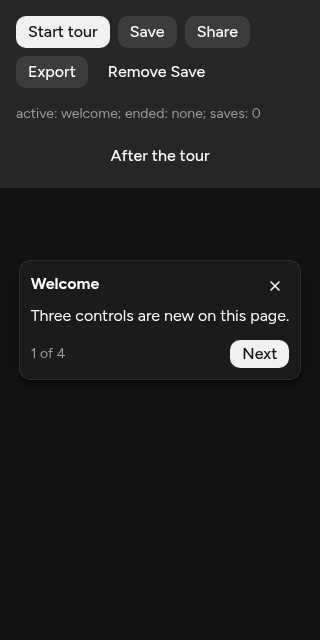 Start tour Save Share
Export Remove Save
active: welcome; ended: none; saves: 0
After the tour
Welcome
Three controls are new on this page.
1 of 4 Next